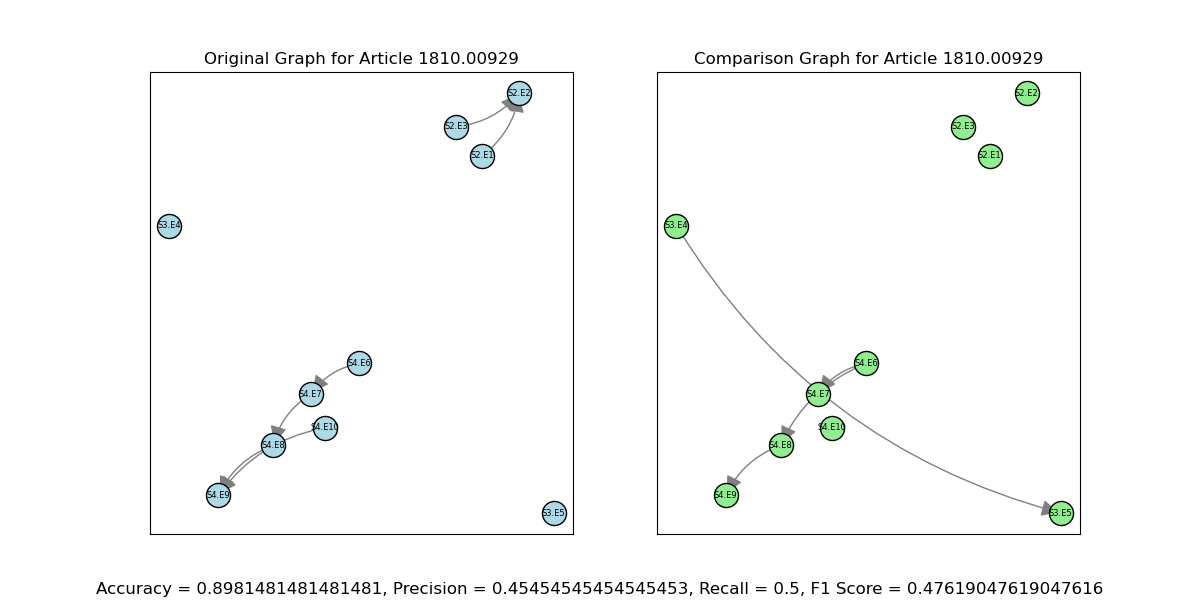 Original Graph for Article 1810.00929
S2.E2
S2.E3
S2.E1
S3.E4
S4.E6
S4.E7
S4.E10
S4.E8
S4.E9
S3.E5
Comparison Graph for Article 1810.00929
S2.E2
S2.E3
S2.E1
S3.E4
S4.E6
S4.E7
S4.E10
S4.E8
S4.E9
S3.E5
Accuracy = 0.8981481481481481, Precision = 0.45454545454545453, Recall = 0.5, F1 Score = 0.47619047619047616